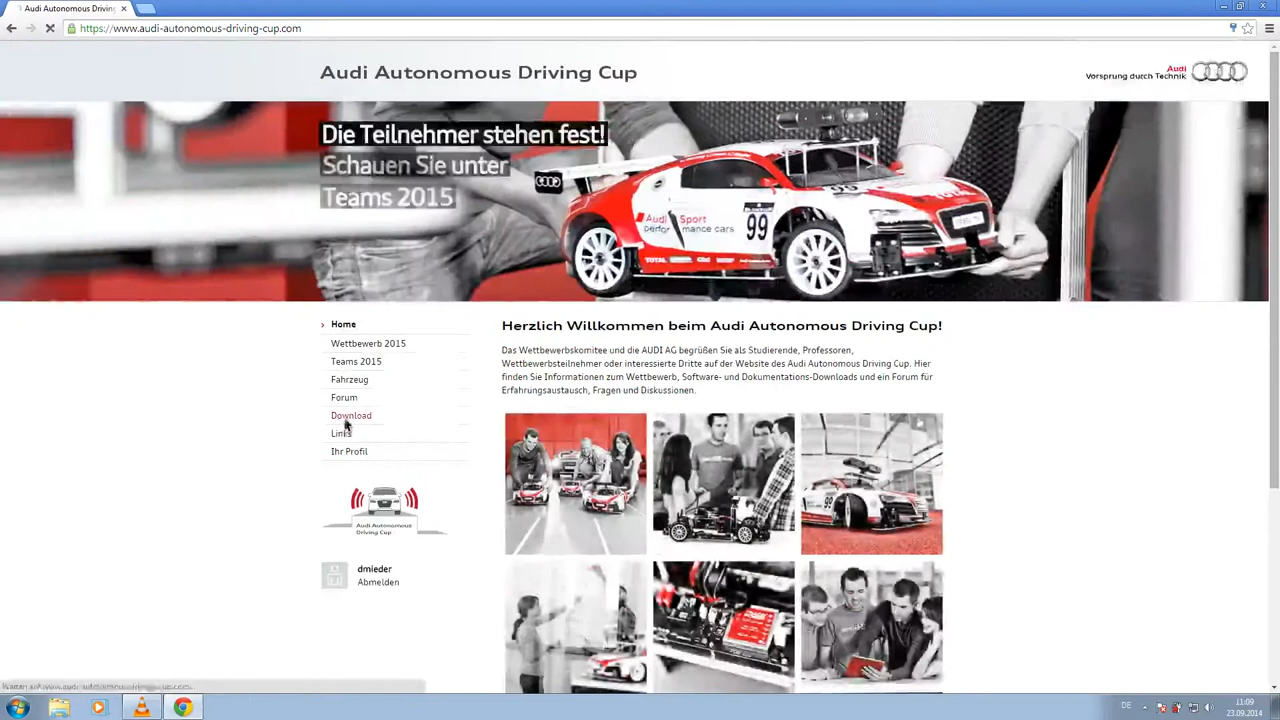 Audi Autonomous Driving Cup
https://www.audi-autonomous-driving-cup.com
Audi Autonomous Driving Cup
Audi
Vorsprung durch Technik
Die Teilnehmer stehen fest!
Schauen Sie unter
Teams 2015
Audi Sport
performance cars
99
TOTAL
Home
Wettbewerb 2015
Teams 2015
Fahrzeug
Forum
Download
Links
Ihr Profil
Audi Autonomous
Driving Cup
dmieder
Abmelden
Herzlich Willkommen beim Audi Autonomous Driving Cup!
Das Wettbewerbskomitee und die AUDI AG begrüßen Sie als Studierende, Professoren,
Wettbewerbsteilnehmer oder interessierte Dritte auf der Website des Audi Autonomous Driving Cup. Hier
finden Sie Informationen zum Wettbewerb, Software- und Dokumentations-Downloads und ein Forum für
Erfahrungsaustausch, Fragen und Diskussionen.
DE
11:09
23.09.2014